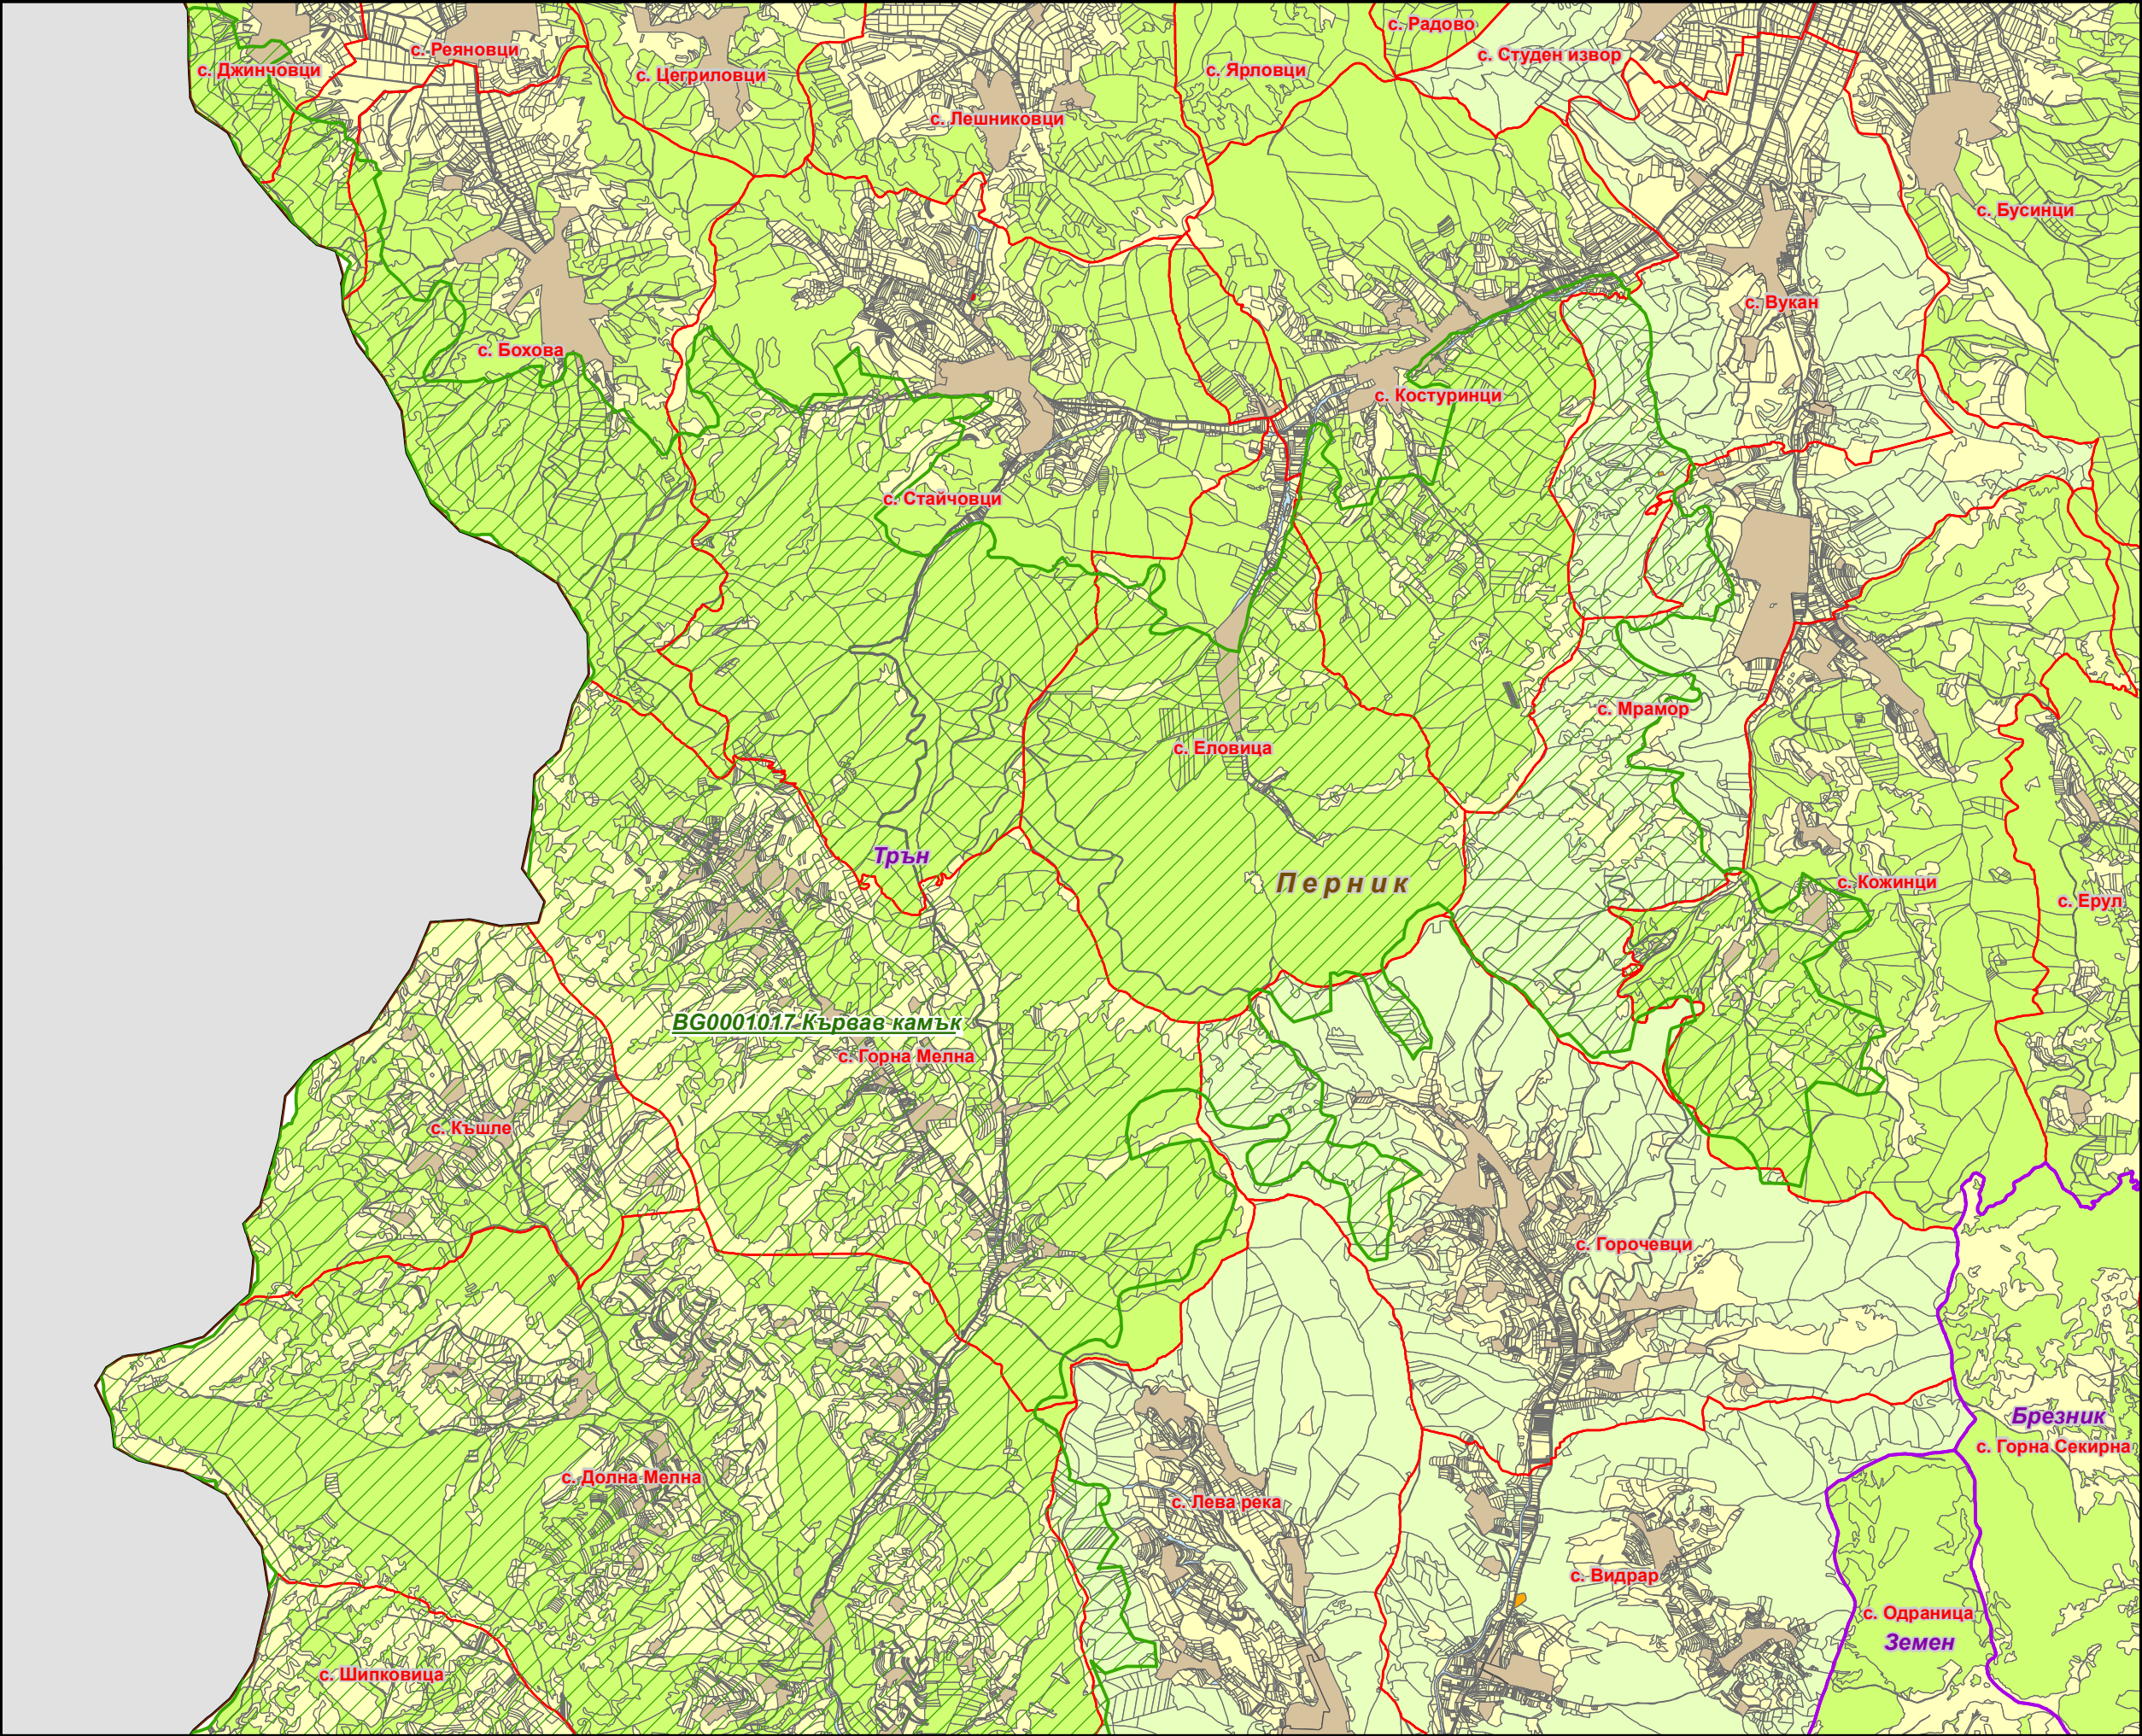 с. Радово
с. Реяновци
с. Студен извор
с. Джинчовци
с. Цегриловци
с. Ярловци
с. Лешниковци
с. Бусинци
с. Вукан
с. Бохова
с. Костуринци
с. Стайчовци
с. Мрамор
с. Еловица
Трън
Перник
с. Кожинци
с. Ерул
BG0001017 Кървав камък
с. Горна Мелна
с. Къшле
с. Горочевци
Брезник
с. Горна Секирна
с. Долна Мелна
с. Лева река
с. Видрар
с. Одраница
Земен
с. Шипковица